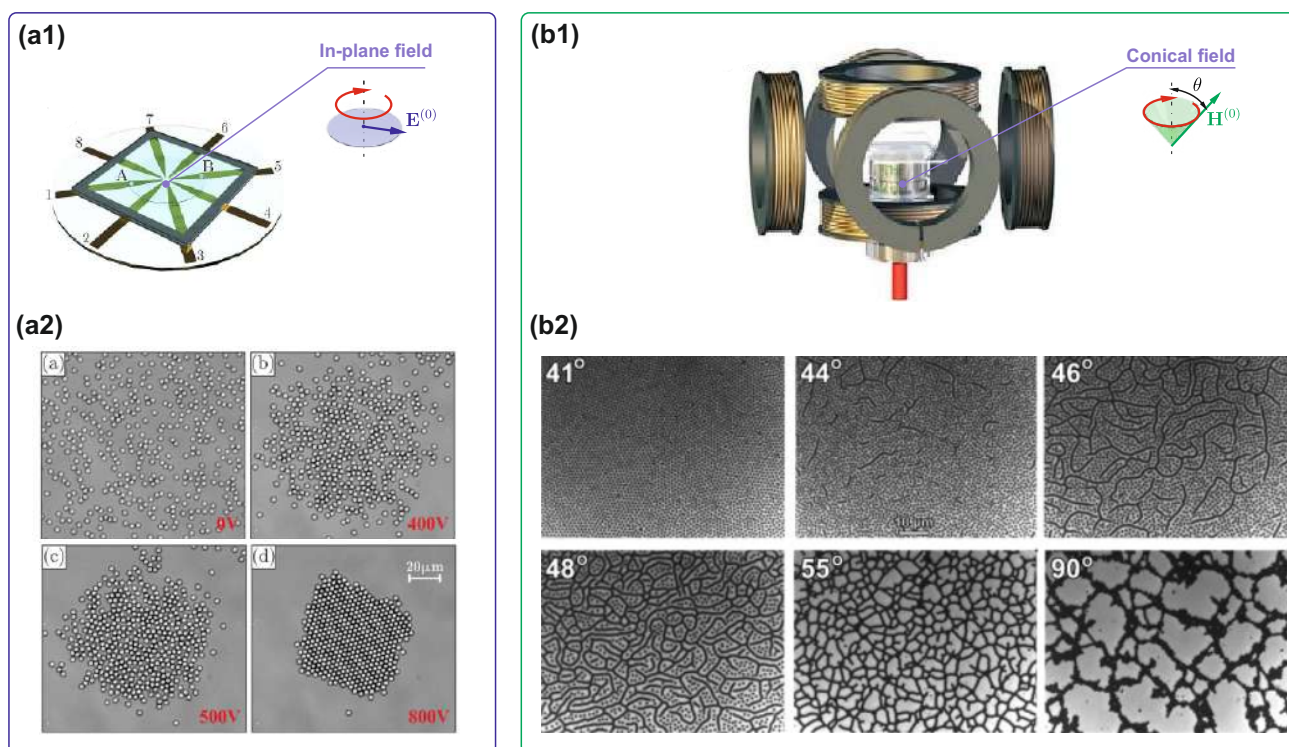 (a1)
In-plane field
E(0)
7
6
8
B
5
A
1
4
2
3
(a2)
(a)
0V
(b)
400V
(c)
500V
(d)
20μm
800V
(b1)
Conical field
θ
H(0)
(b2)
41°
44°
46°
48°
55°
90°